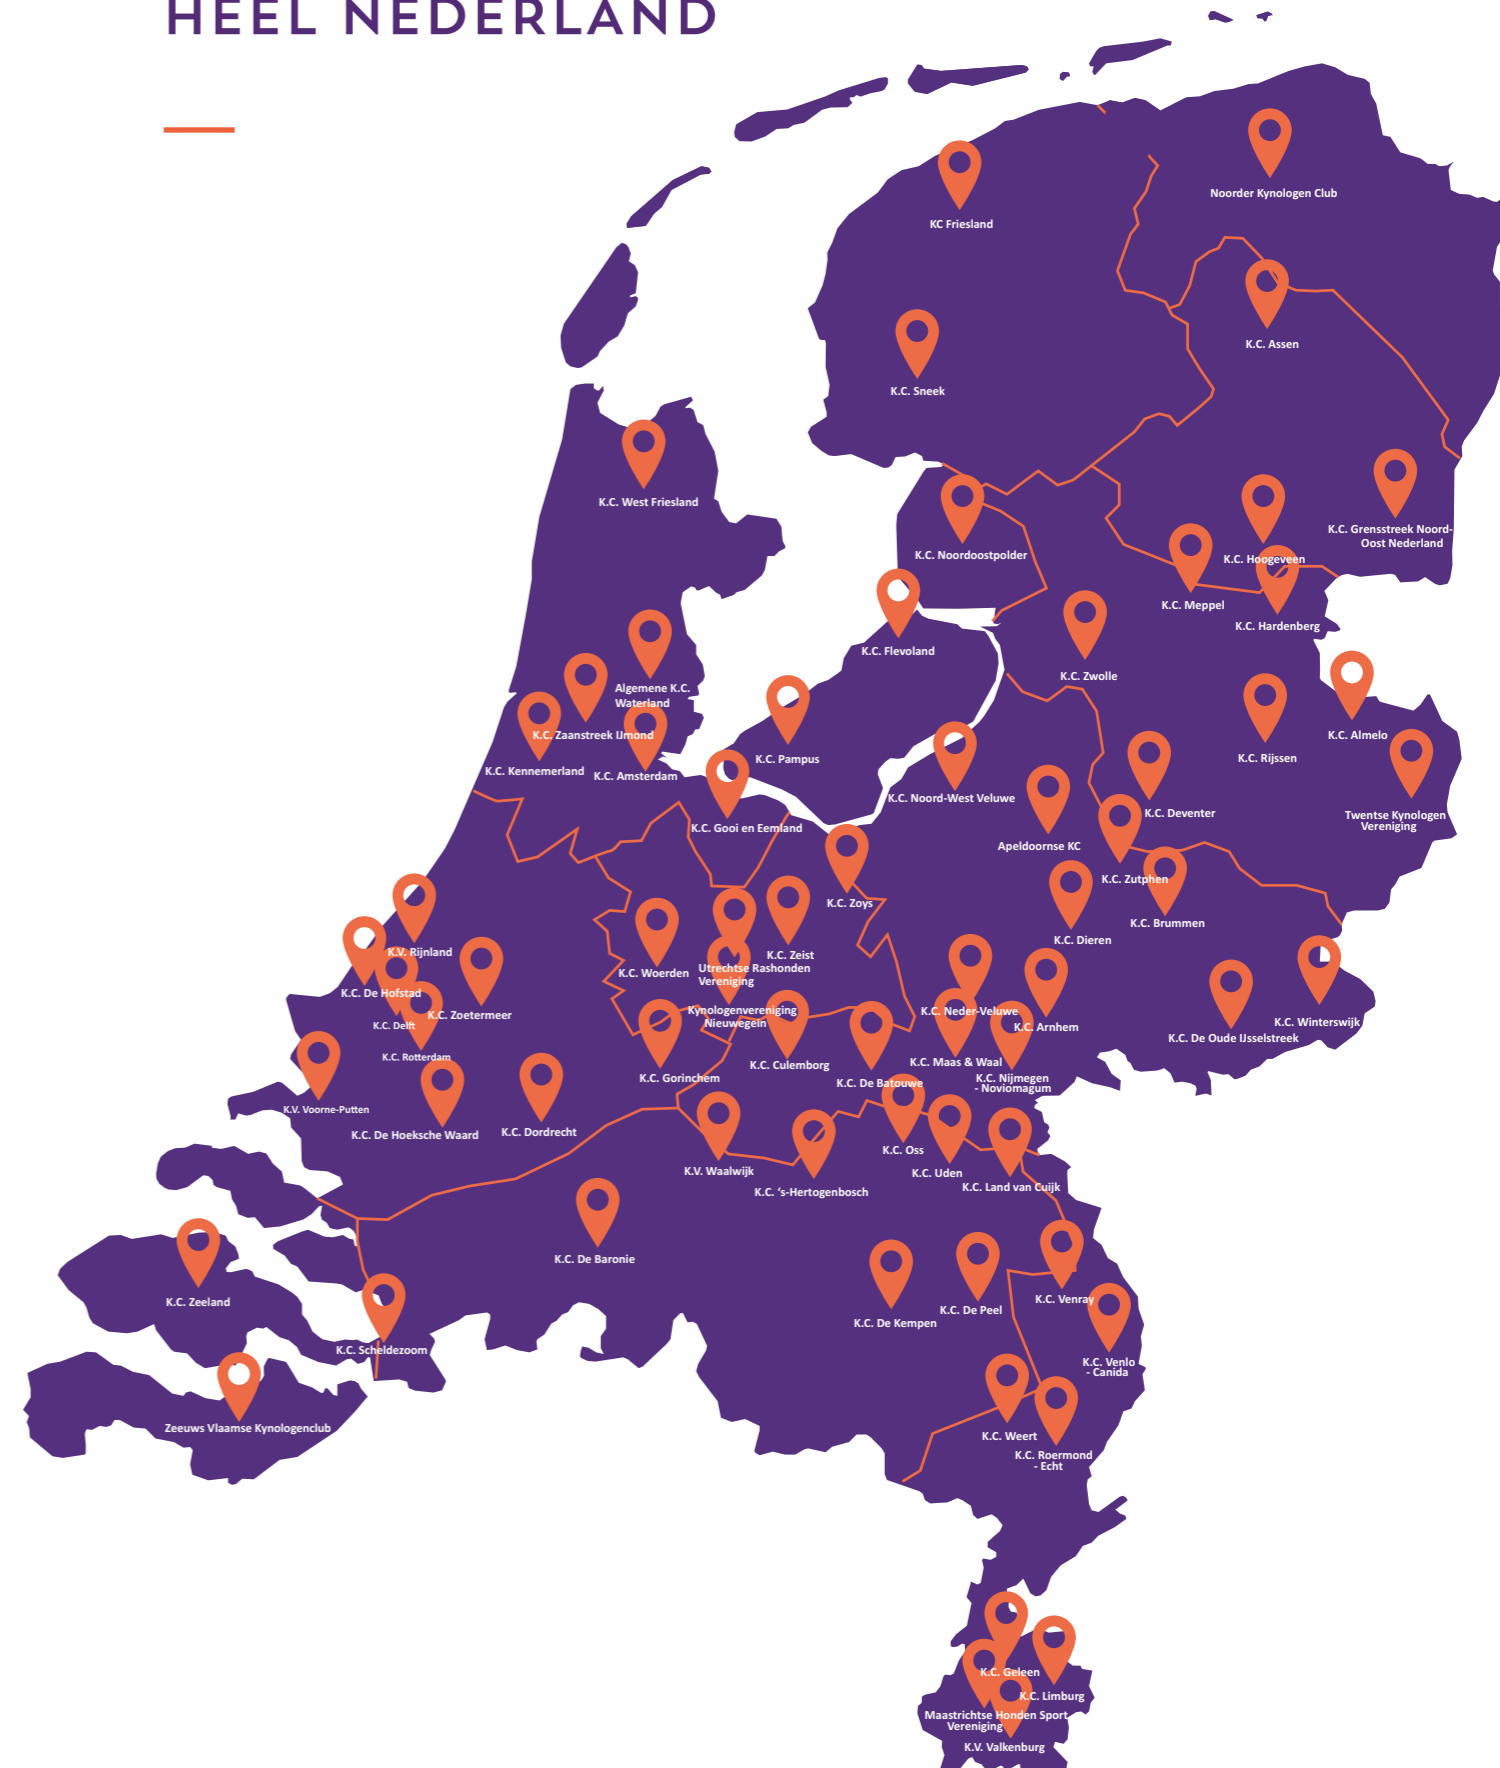 HEEL NEDERLAND
Noorder Kynologen Club
KC Friesland
K.C. Assen
K.C. Sneek
K.C. West Friesland
K.C. Grensstreek Noord-
Oost Nederland
K.C. Noordoostpolder
K.C. Hoogeveen
K.C. Meppel
K.C. Hardenberg
K.C. Flevoland
K.C. Zwolle
Algemene K.C.
Waterland
K.C. Zaanstreek IJmond
K.C. Almelo
K.C. Pampus
K.C. Rijssen
K.C. Kennemerland
K.C. Amsterdam
K.C. Noord-West Veluwe
K.C. Deventer
Twentse Kynologen
Vereniging
K.C. Gooi en Eemland
Apeldoornse KC
K.C. Zutphen
K.C. Zoys
K.C. Brummen
K.C. Dieren
K.V. Rijnland
K.C. Zeist
K.C. Woerden
Utrechtse Rashonden
Vereniging
K.C. De Hofstad
K.C. Zoetermeer
K.C. Delft
Kynologenvereniging
Nieuwegein
K.C. Neder-Veluwe
K.C. Arnhem
K.C. Winterswijk
K.C. De Oude IJsselstreek
K.C. Rotterdam
K.C. Culemborg
K.C. Maas & Waal
K.C. Gorinchem
K.C. De Batouwe
K.C. Nijmegen
- Noviomagum
K.V. Voorne-Putten
K.C. De Hoeksche Waard
K.C. Dordrecht
K.C. Oss
K.V. Waalwijk
K.C. Uden
K.C. Land van Cuijk
K.C. ‘s-Hertogenbosch
K.C. De Baronie
K.C. Zeeland
K.C. Venray
K.C. De Peel
K.C. De Kempen
K.C. Scheldezoom
K.C. Venlo
- Canida
Zeeuws Vlaamse Kynologenclub
K.C. Weert
K.C. Roermond
- Echt
K.C. Geleen
K.C. Limburg
Maastrichtse Honden Sport
Vereniging
K.V. Valkenburg